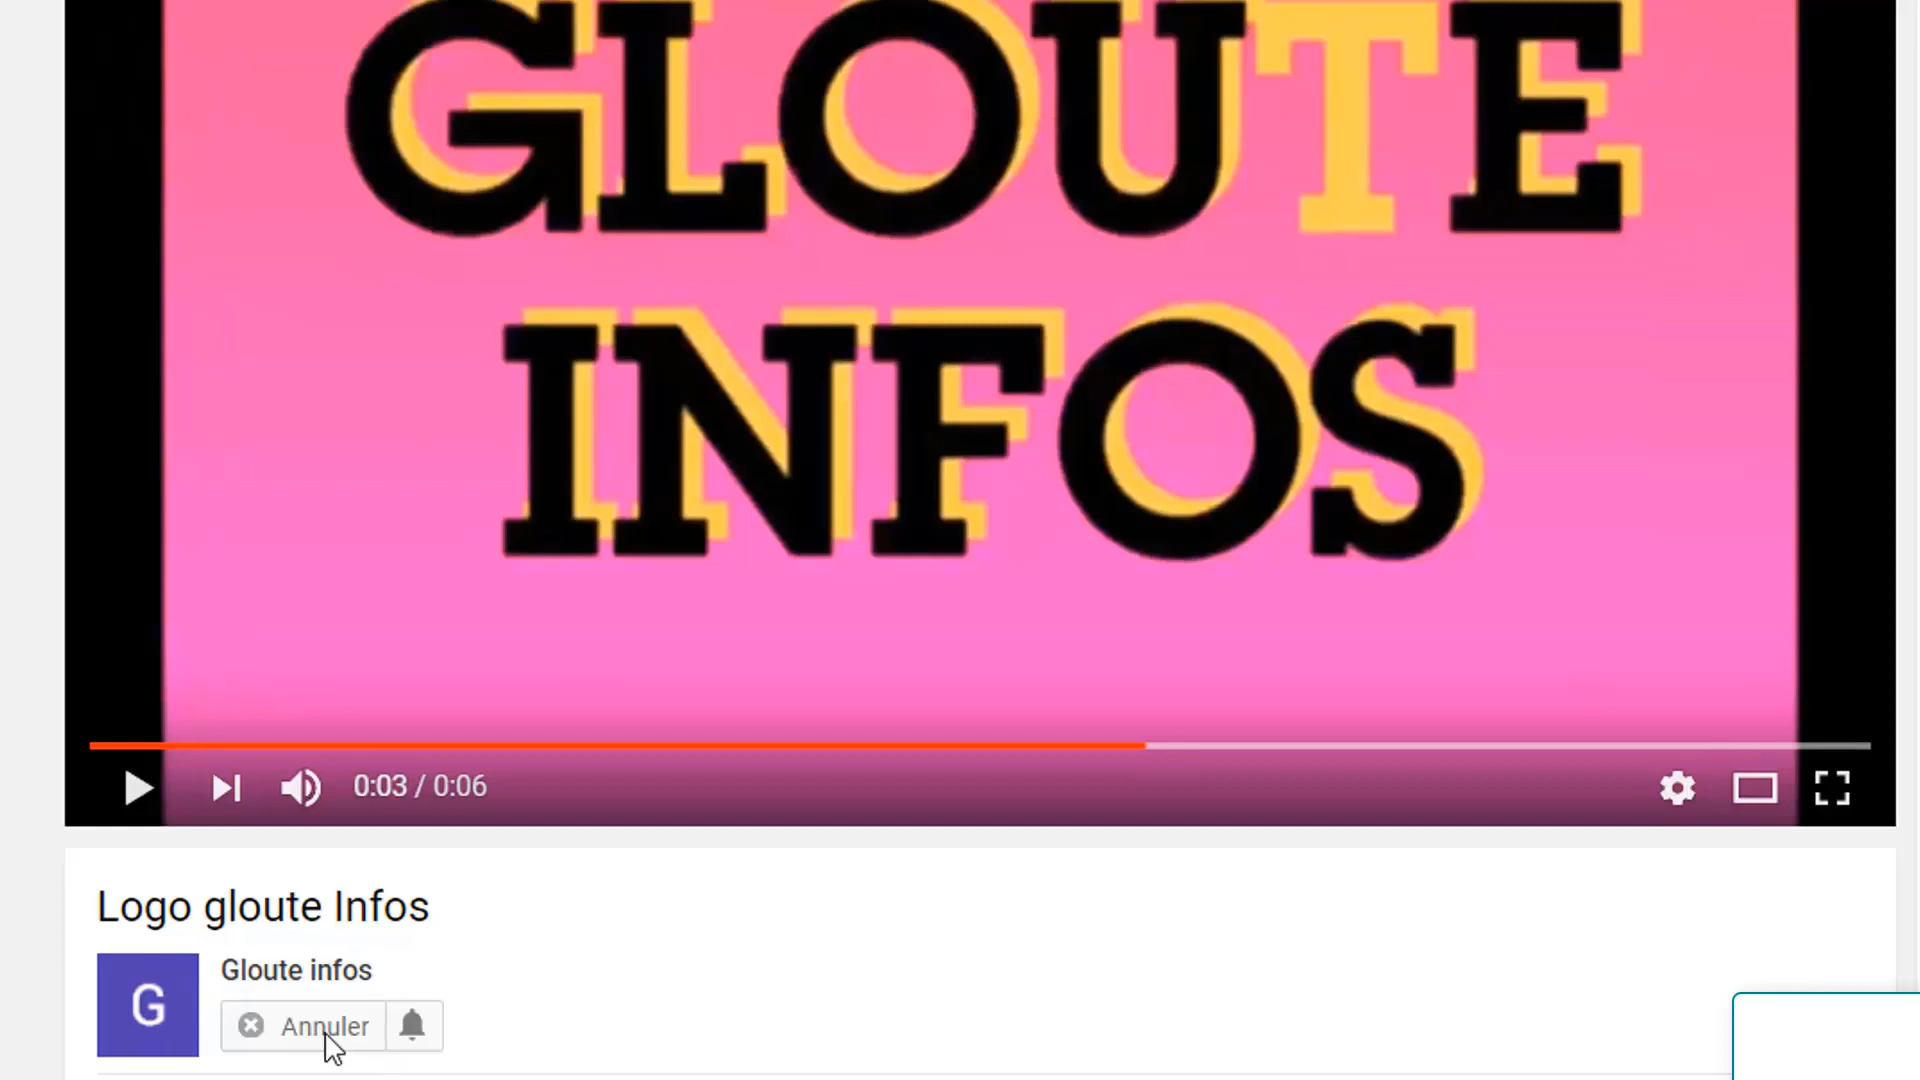 GLOUTE
INFOS
0:03 / 0:06
Logo gloute Infos
G
Gloute infos
Annuler